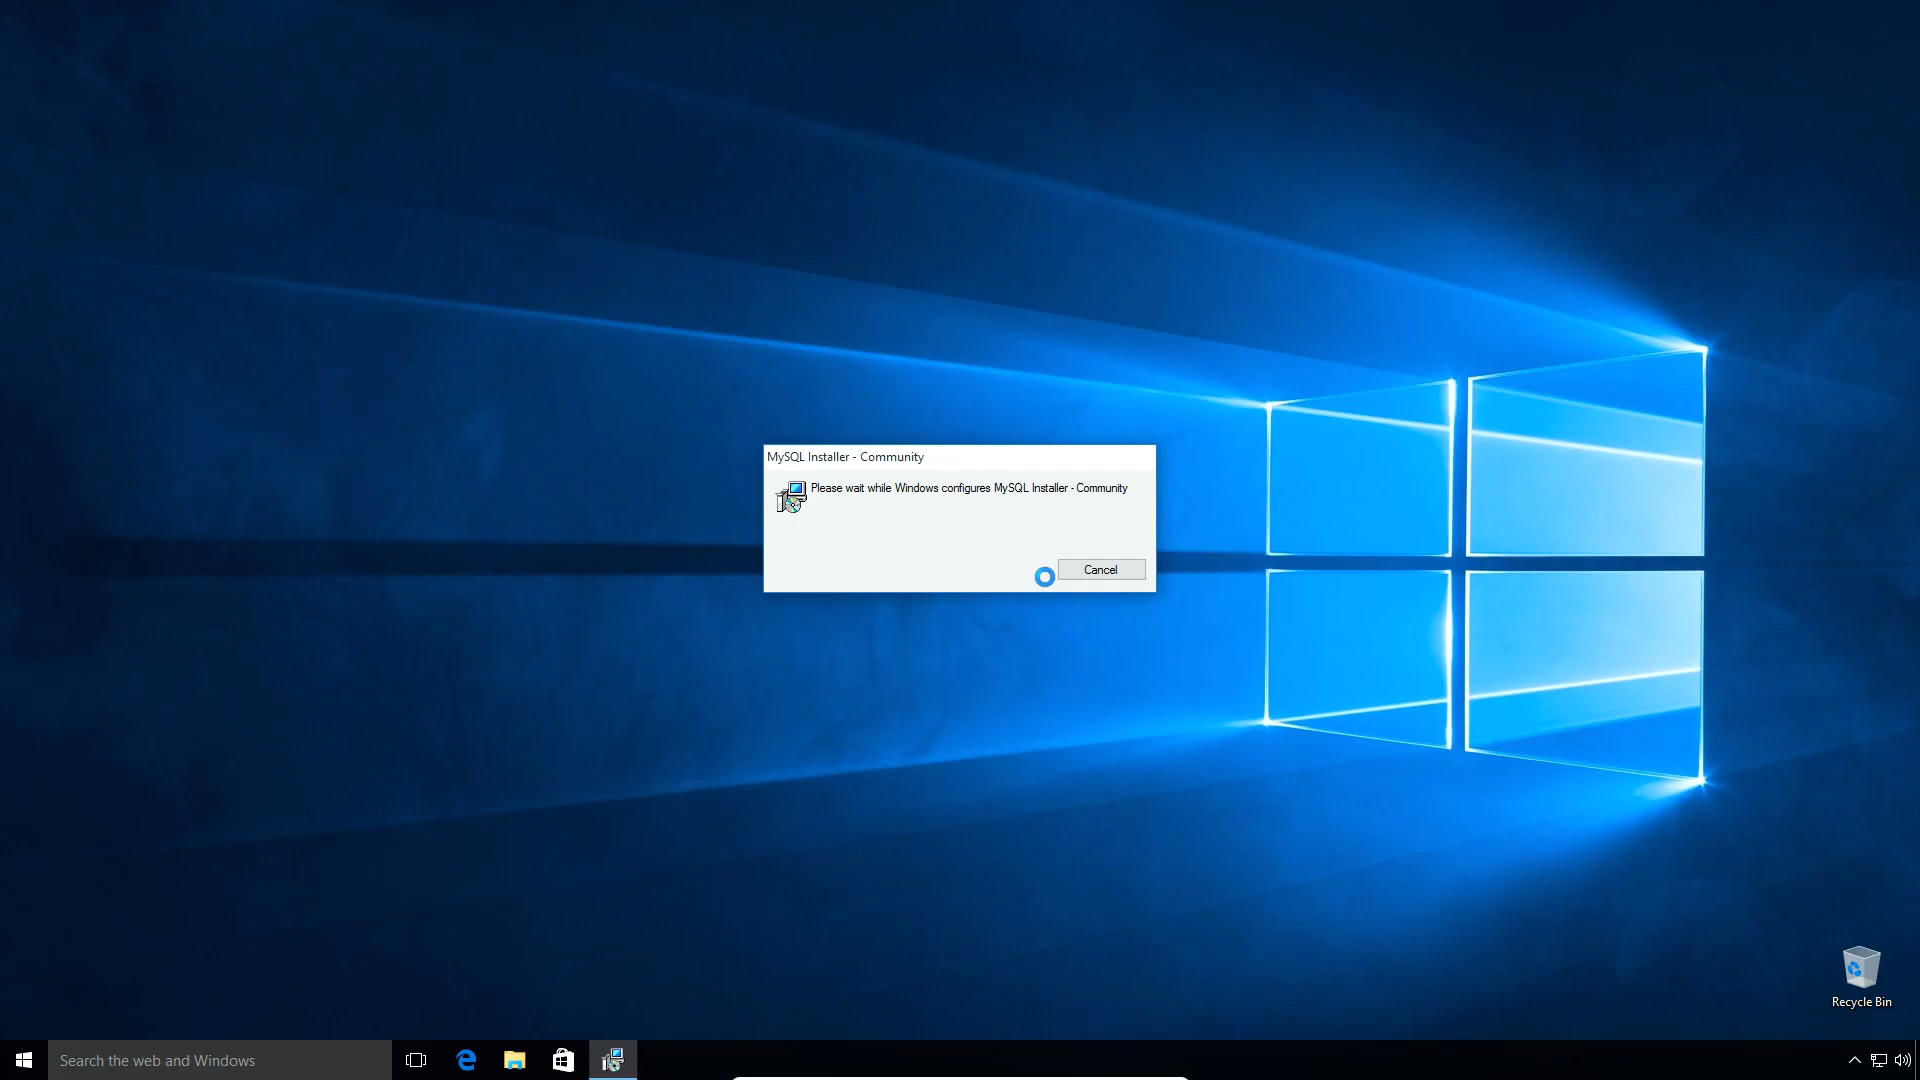 MySQL Installer - Community
Please wait while Windows configures MySQL Installer - Community
Cancel
Recycle Bin
Search the web and Windows